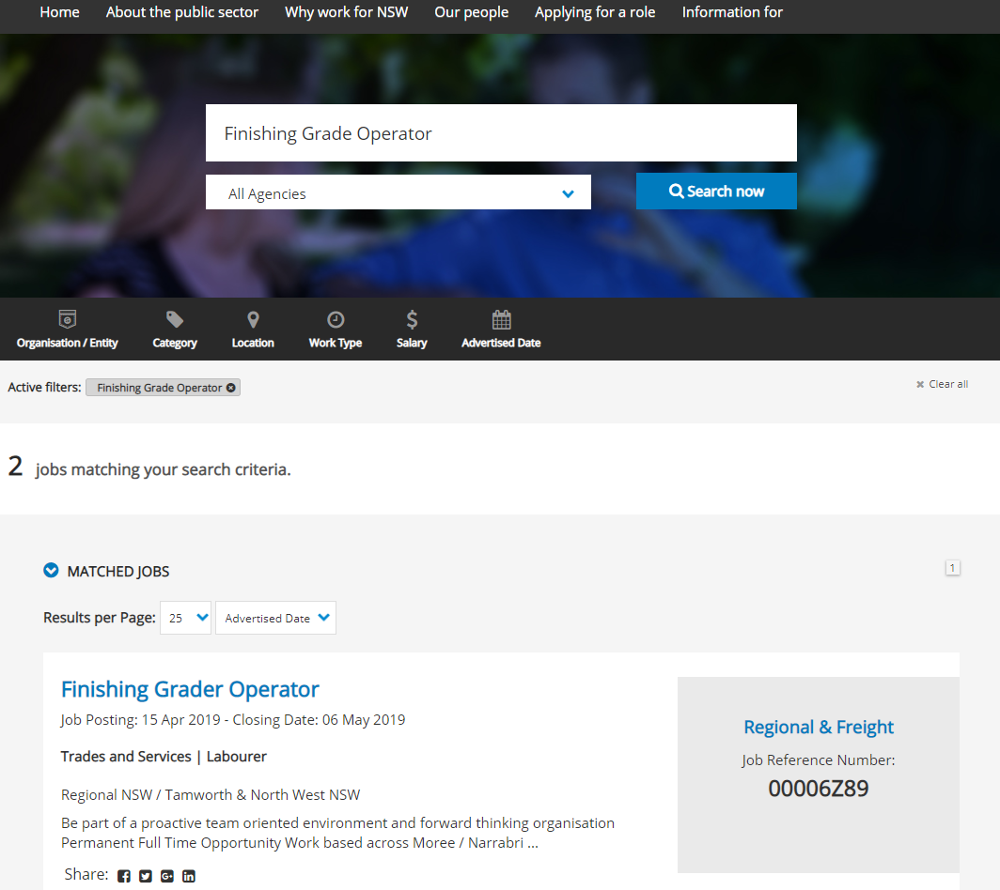 Home About the public sector Why work for NSW Our people Applying for a role Information for
Finishing Grade Operator
All Agencies
Search now
Organisation / Entity Category Location Work Type Salary Advertised Date
Active filters: Finishing Grade Operator
Clear all
2 jobs matching your search criteria.
MATCHED JOBS
1
Results per Page: 25 Advertised Date
Finishing Grader Operator
Job Posting: 15 Apr 2019 - Closing Date: 06 May 2019
Trades and Services | Labourer
Regional NSW / Tamworth & North West NSW
Be part of a proactive team oriented environment and forward thinking organisation
Permanent Full Time Opportunity Work based across Moree / Narrabri ...
Share:
Regional & Freight
Job Reference Number:
00006Z89